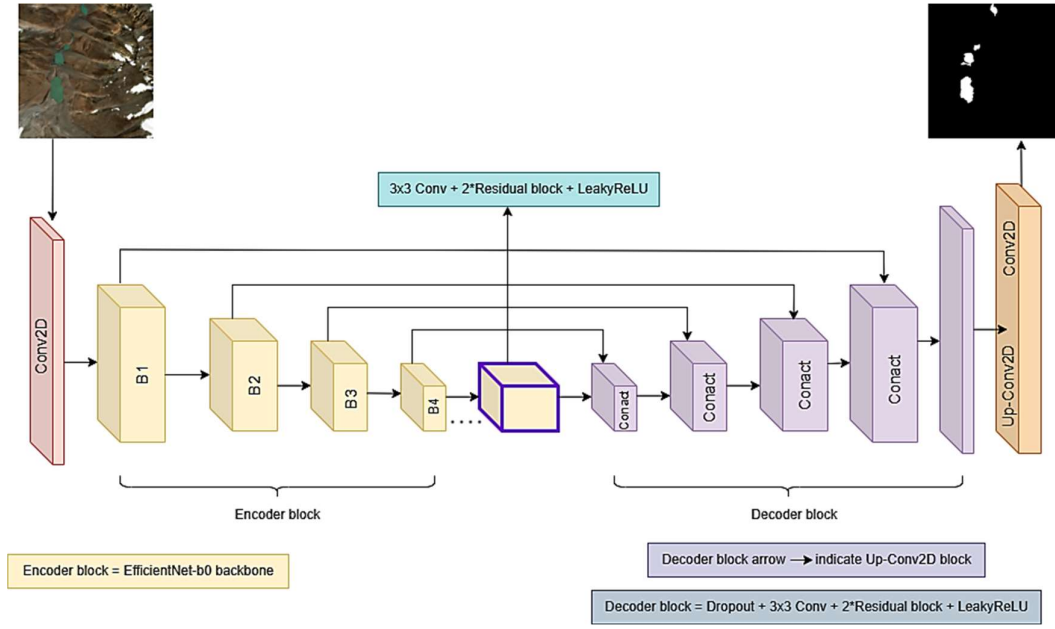 3x3 Conv + 2*Residual block + LeakyReLU
Conv2D
B1
B2
B3
B4
Conact
Conact
Conact
Conact
Up-Conv2D Conv2D
Encoder block
Decoder block
Encoder block = EfficientNet-b0 backbone
Decoder block arrow → indicate Up-Conv2D block
Decoder block = Dropout + 3x3 Conv + 2*Residual block + LeakyReLU